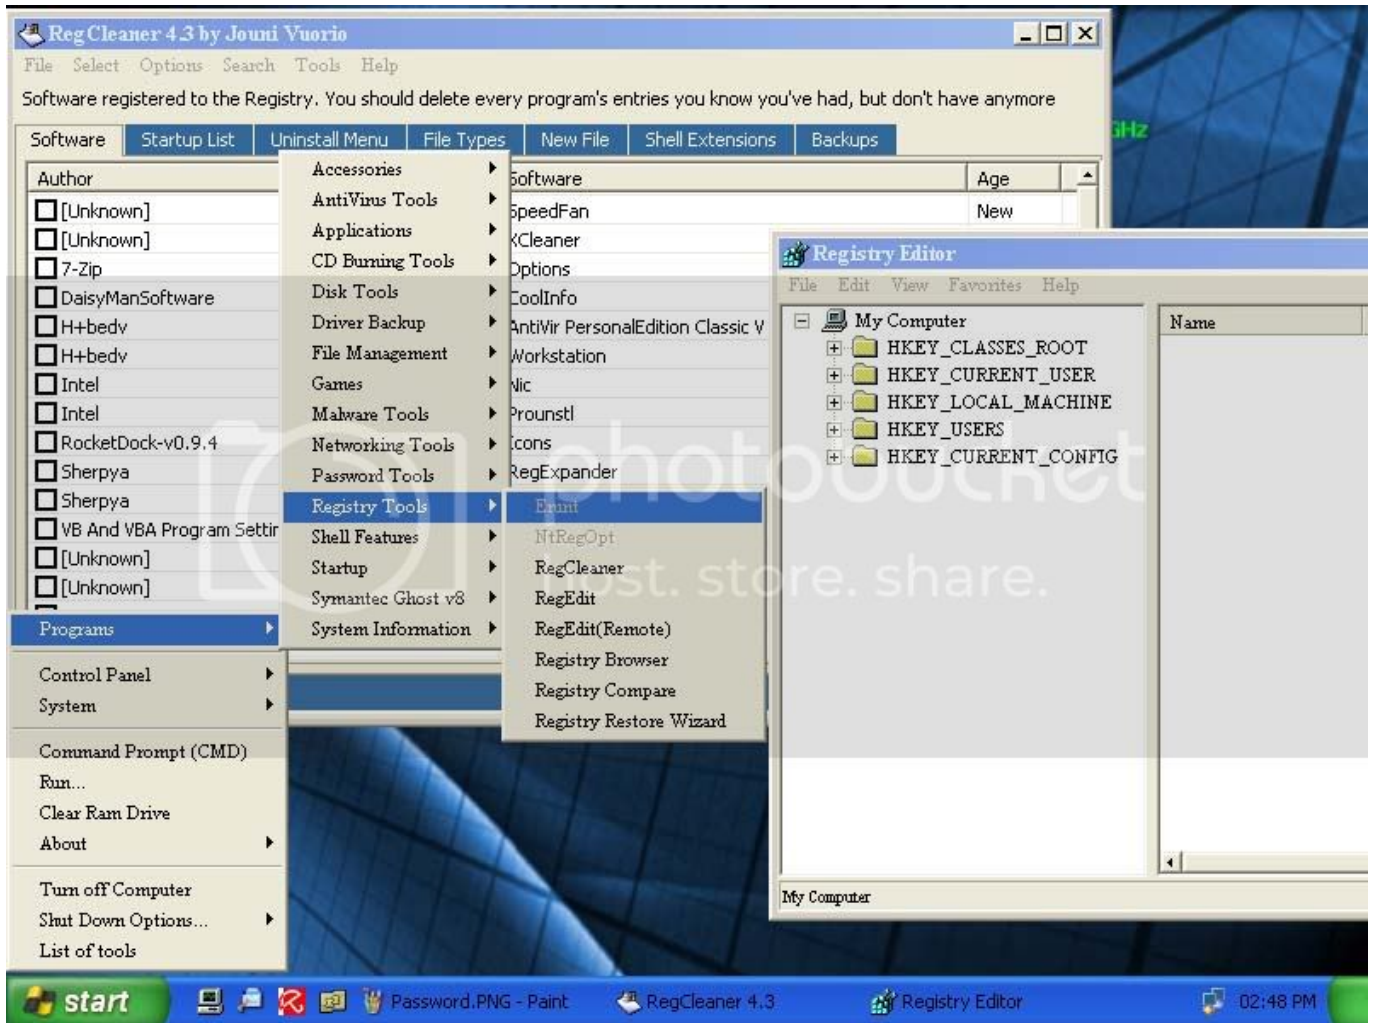 RegCleaner 4.3 by Jouni Vuorio
File Select Options Search Tools Help
Software registered to the Registry. You should delete every program's entries you know you've had, but don't have anymore
Software Startup List Uninstall Menu File Types New File Shell Extensions Backups
GHz
Author Software Age
[Unknown] SpeedFan New
[Unknown] XCleaner
7-Zip Options
DaisyManSoftware CoolInfo
H+bedv AntiVir PersonalEdition Classic V
H+bedv Workstation
Intel Nic
Intel Prounstl
RocketDock-v0.9.4 Icons
Sherpya RegExpander
Sherpya
VB And VBA Program Settin
[Unknown]
[Unknown]
Accessories
AntiVirus Tools
Applications
CD Burning Tools
Disk Tools
Driver Backup
File Management
Games
Malware Tools
Networking Tools
Password Tools
Registry Tools
Shell Features
Startup
Symantec Ghost v8
System Information
Erunt
NtRegOpt
RegCleaner
RegEdit
RegEdit(Remote)
Registry Browser
Registry Compare
Registry Restore Wizard
Registry Editor
File Edit View Favorites Help
My Computer
HKEY_CLASSES_ROOT
HKEY_CURRENT_USER
HKEY_LOCAL_MACHINE
HKEY_USERS
HKEY_CURRENT_CONFIG
Name
My Computer
photobucket
host. store. share.
Programs
Control Panel
System
Command Prompt (CMD)
Run...
Clear Ram Drive
About
Turn off Computer
Shut Down Options...
List of tools
start Password.PNG - Paint RegCleaner 4.3 Registry Editor 02:48 PM